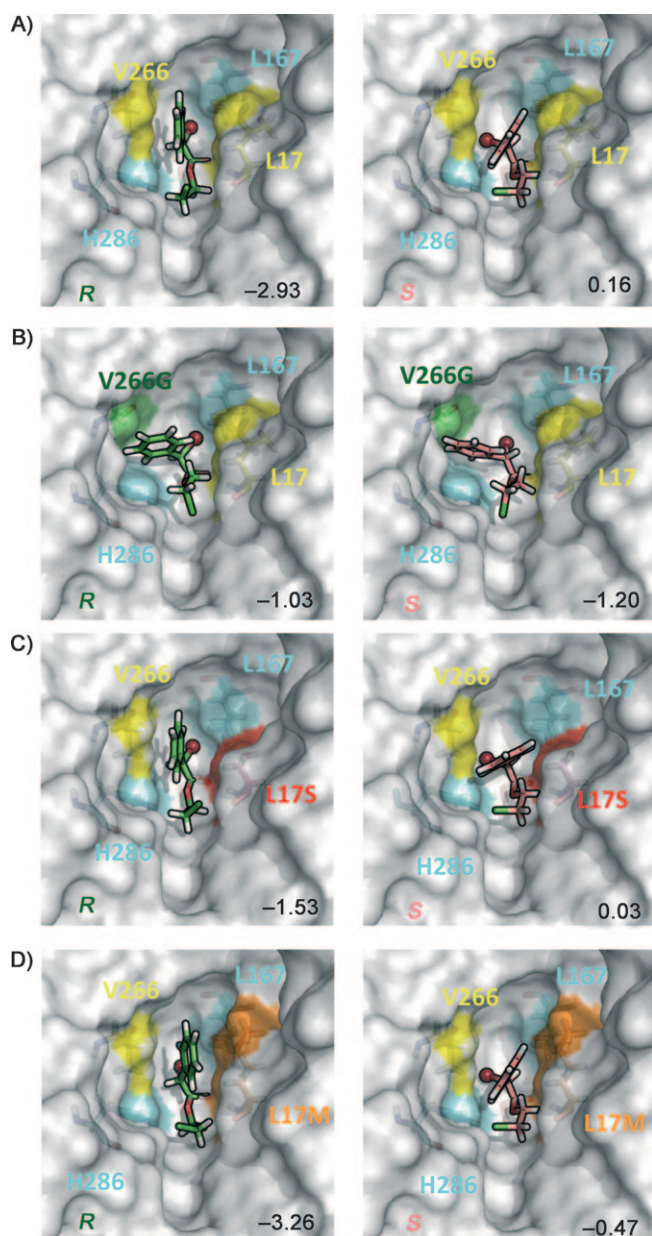 A)
V266 L167 V266 L167
L17 L17
H286 H286
R −2.93 S 0.16
B)
V266G L167 V266G L167
L17 L17
H286 H286
R −1.03 S −1.20
C)
V266 L167 V266 L167
L17S L17S
H286 H286
R −1.53 S 0.03
D)
V266 L167 V266 L167
L17M L17M
H286 H286
R −3.26 S −0.47